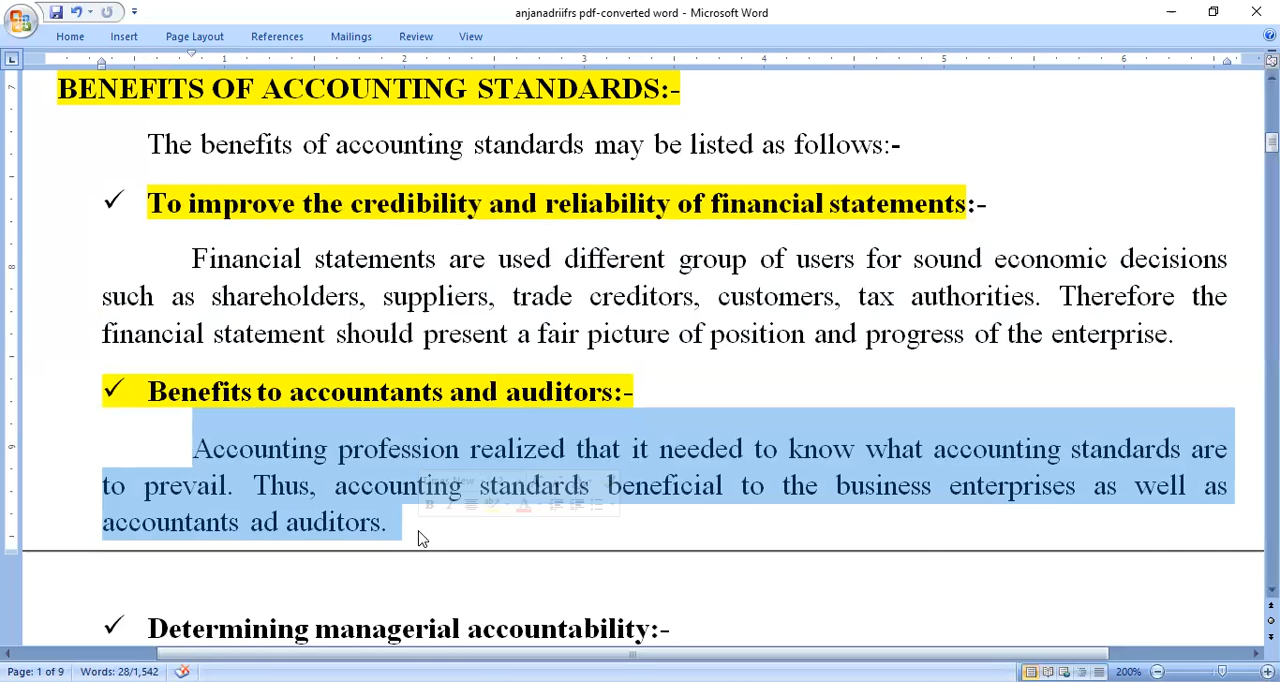 anjanadriifrs pdf-converted word - Microsoft Word
Home Insert Page Layout References Mailings Review View
1 2 3 4 5 6
BENEFITS OF ACCOUNTING STANDARDS:-
The benefits of accounting standards may be listed as follows:-
✓ To improve the credibility and reliability of financial statements:-
Financial statements are used different group of users for sound economic decisions
such as shareholders, suppliers, trade creditors, customers, tax authorities. Therefore the
financial statement should present a fair picture of position and progress of the enterprise.
✓ Benefits to accountants and auditors:-
Accounting profession realized that it needed to know what accounting standards are
to prevail. Thus, accounting standards beneficial to the business enterprises as well as
accountants ad auditors.
✓ Determining managerial accountability:-
Page: 1 of 9 Words: 28/1,542 200%